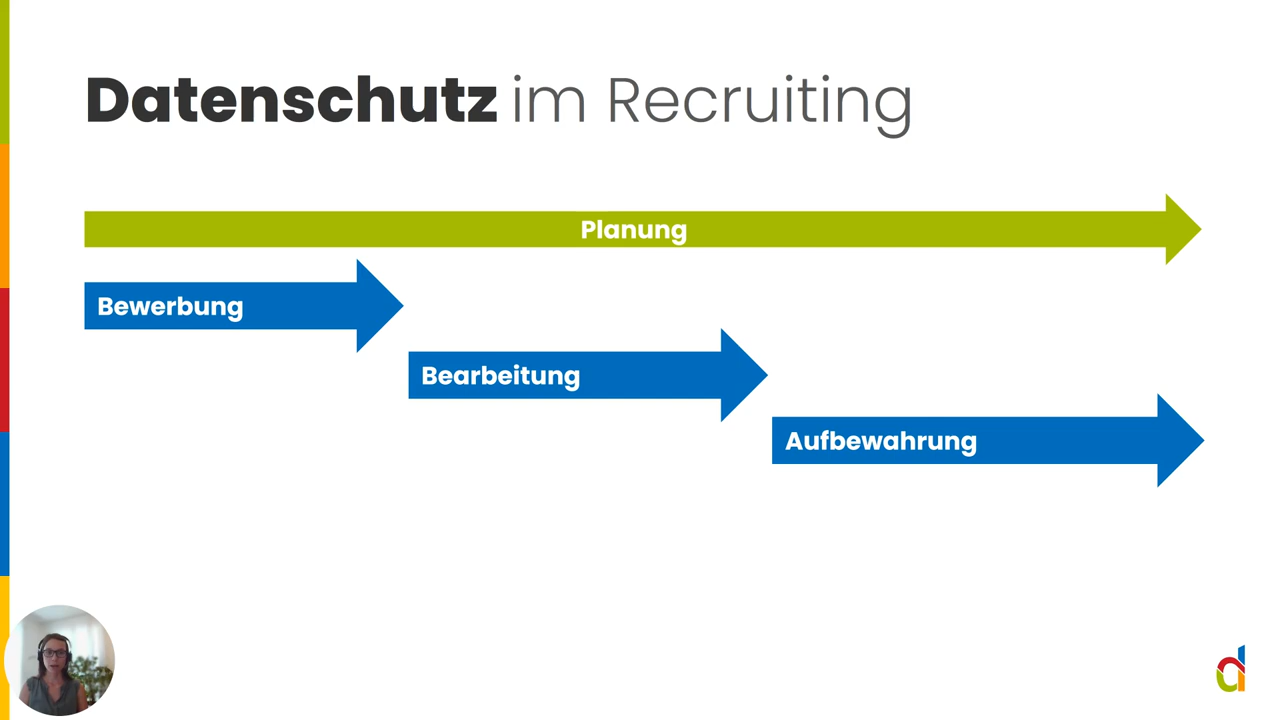 Datenschutz im Recruiting
Planung
Bewerbung
Bearbeitung
Aufbewahrung